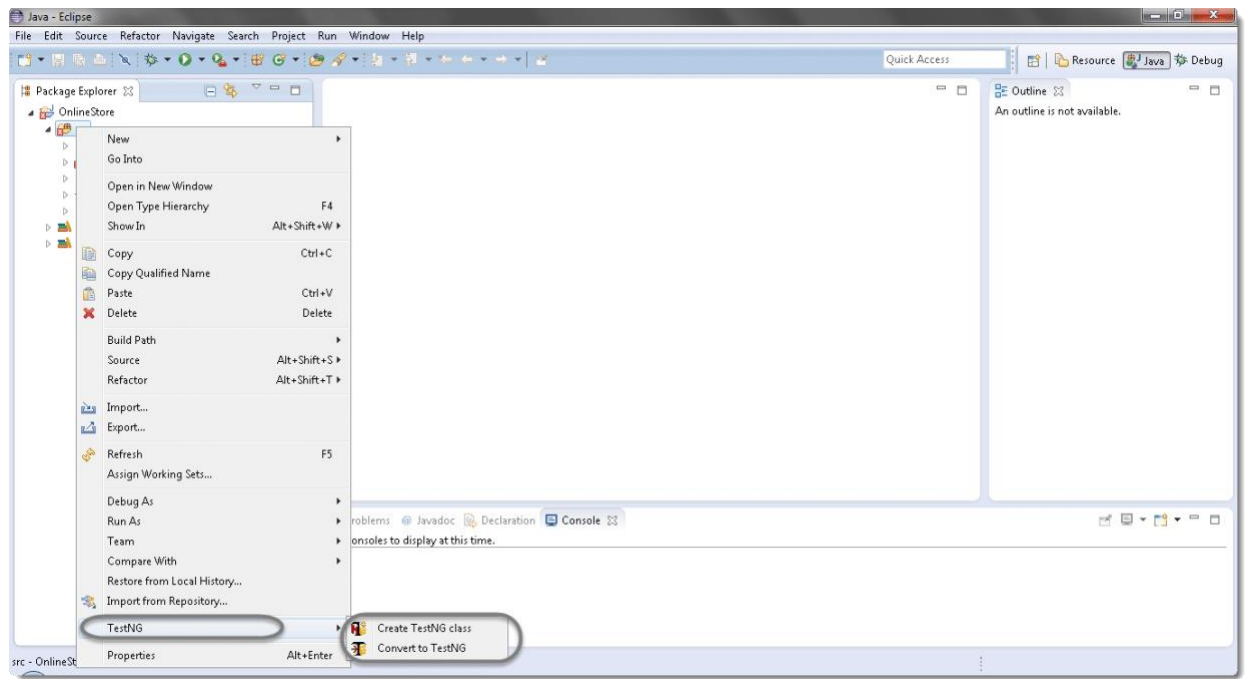 Java - Eclipse
File Edit Source Refactor Navigate Search Project Run Window Help
Quick Access
Resource Java Debug
Package Explorer
OnlineStore
Outline
An outline is not available.
New
Go Into
Open in New Window
Open Type Hierarchy F4
Show In Alt+Shift+W
Copy Ctrl+C
Copy Qualified Name
Paste Ctrl+V
Delete Delete
Build Path
Source Alt+Shift+S
Refactor Alt+Shift+T
Import...
Export...
Refresh F5
Assign Working Sets...
Debug As
Run As
Team
Compare With
Restore from Local History...
Import from Repository...
TestNG
Properties Alt+Enter
Create TestNG class
Convert to TestNG
roblems @ Javadoc Declaration Console
onsoles to display at this time.
src - OnlineSt